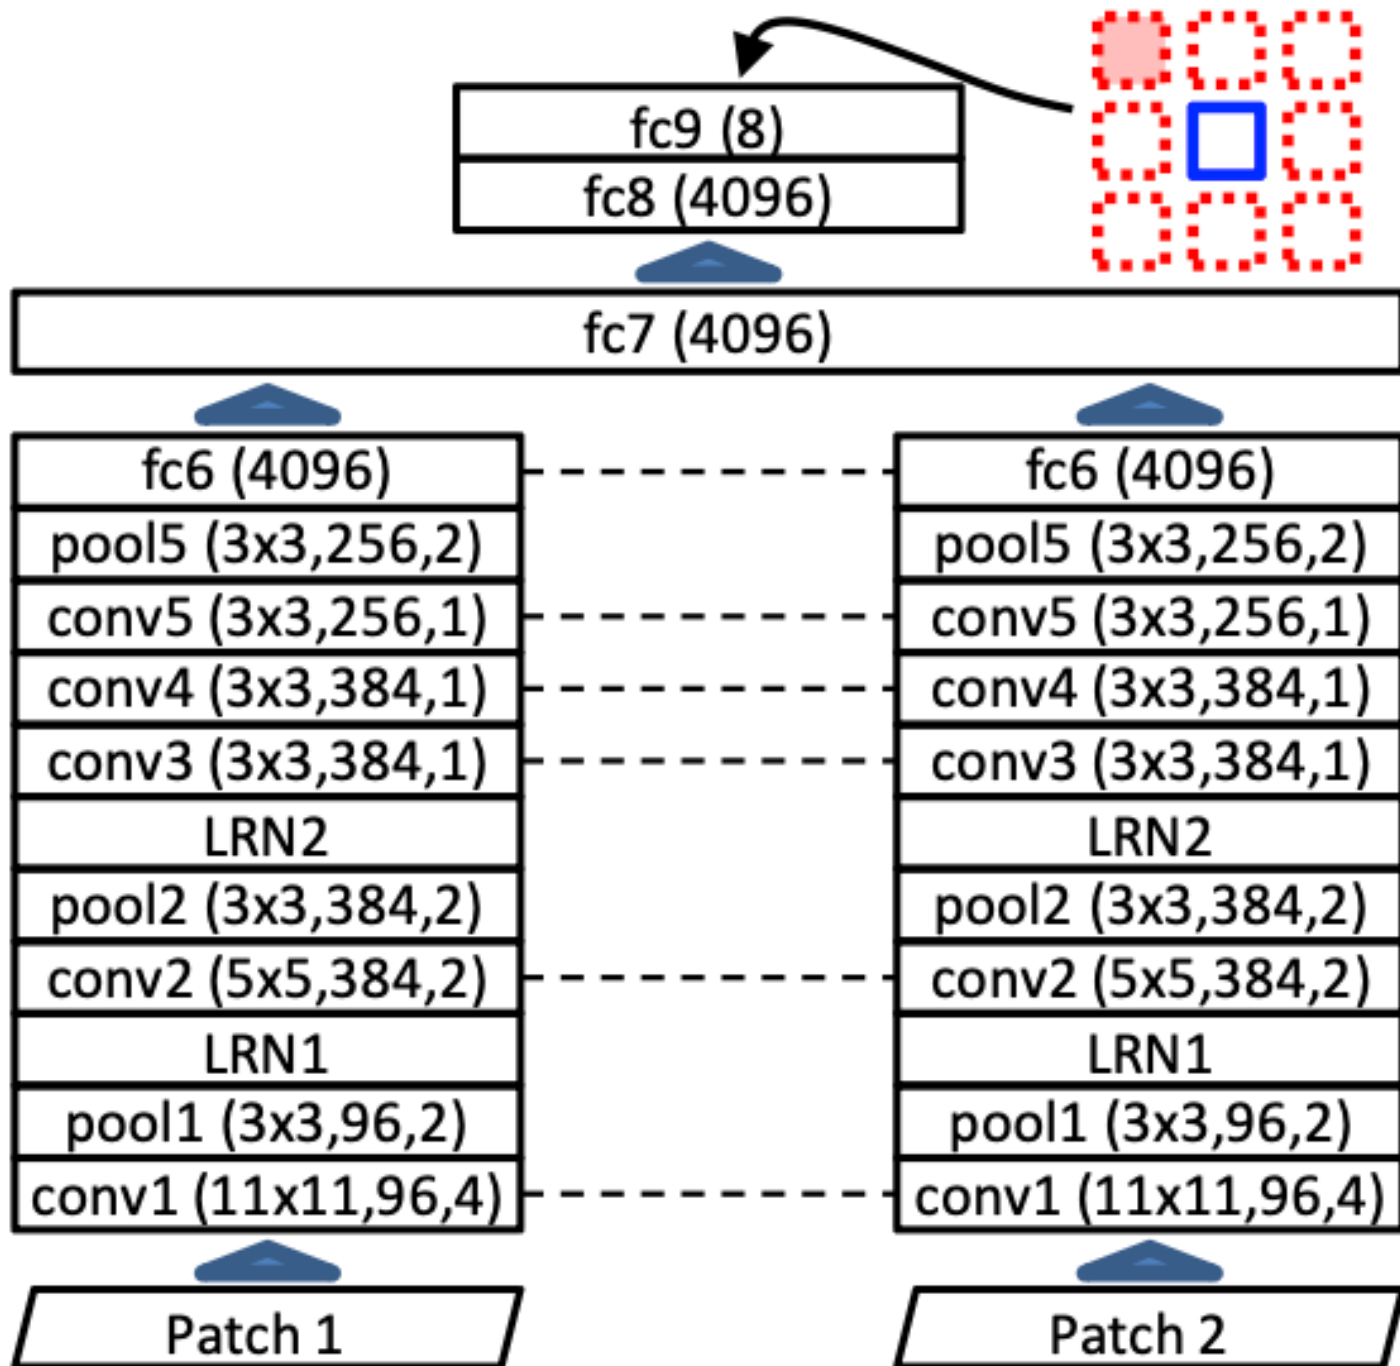 fc9 (8)
fc8 (4096)
fc7 (4096)
fc6 (4096)
pool5 (3x3,256,2)
conv5 (3x3,256,1)
conv4 (3x3,384,1)
conv3 (3x3,384,1)
LRN2
pool2 (3x3,384,2)
conv2 (5x5,384,2)
LRN1
pool1 (3x3,96,2)
conv1 (11x11,96,4)
Patch 1
fc6 (4096)
pool5 (3x3,256,2)
conv5 (3x3,256,1)
conv4 (3x3,384,1)
conv3 (3x3,384,1)
LRN2
pool2 (3x3,384,2)
conv2 (5x5,384,2)
LRN1
pool1 (3x3,96,2)
conv1 (11x11,96,4)
Patch 2